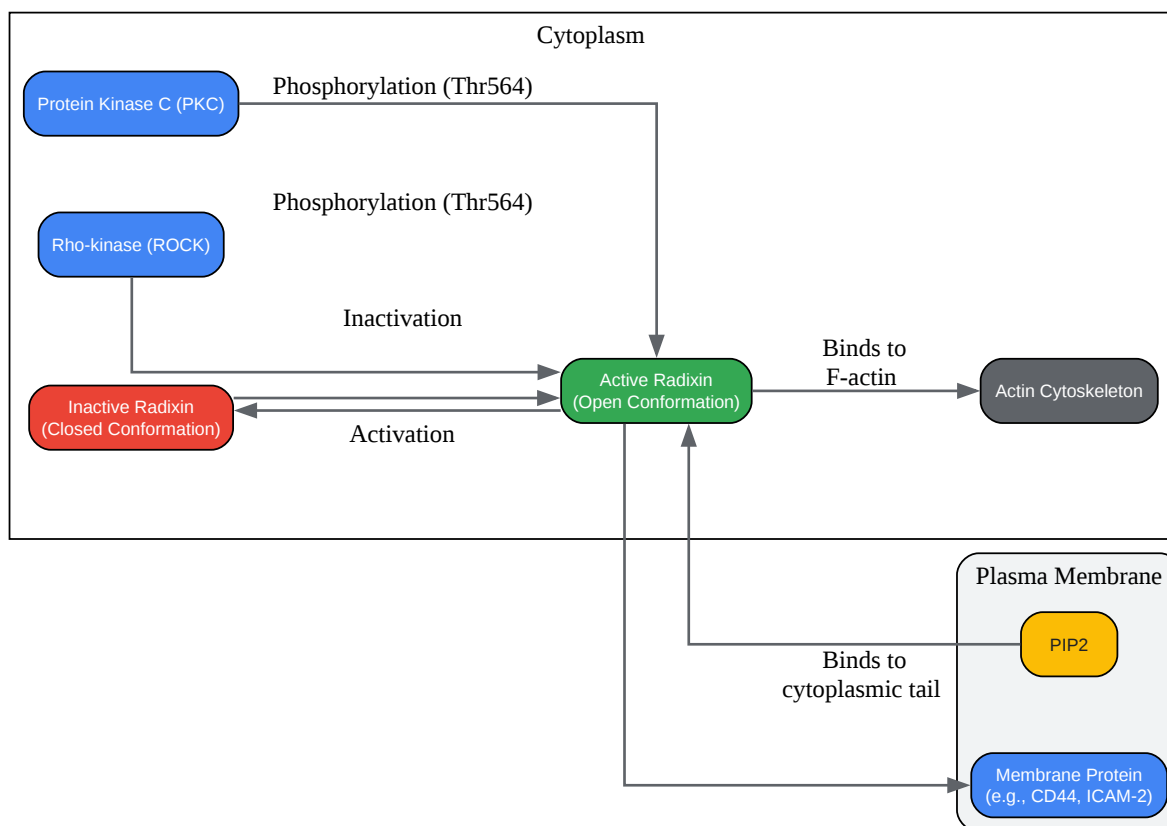 Cytoplasm
Protein Kinase C (PKC)
Phosphorylation (Thr564)
Phosphorylation (Thr564)
Rho-kinase (ROCK)
Inactivation
Inactive Radixin
(Closed Conformation)
Activation
Active Radixin
(Open Conformation)
Binds to
F-actin
Actin Cytoskeleton
Plasma Membrane
PIP2
Binds to
cytoplasmic tail
Membrane Protein
(e.g., CD44, ICAM-2)